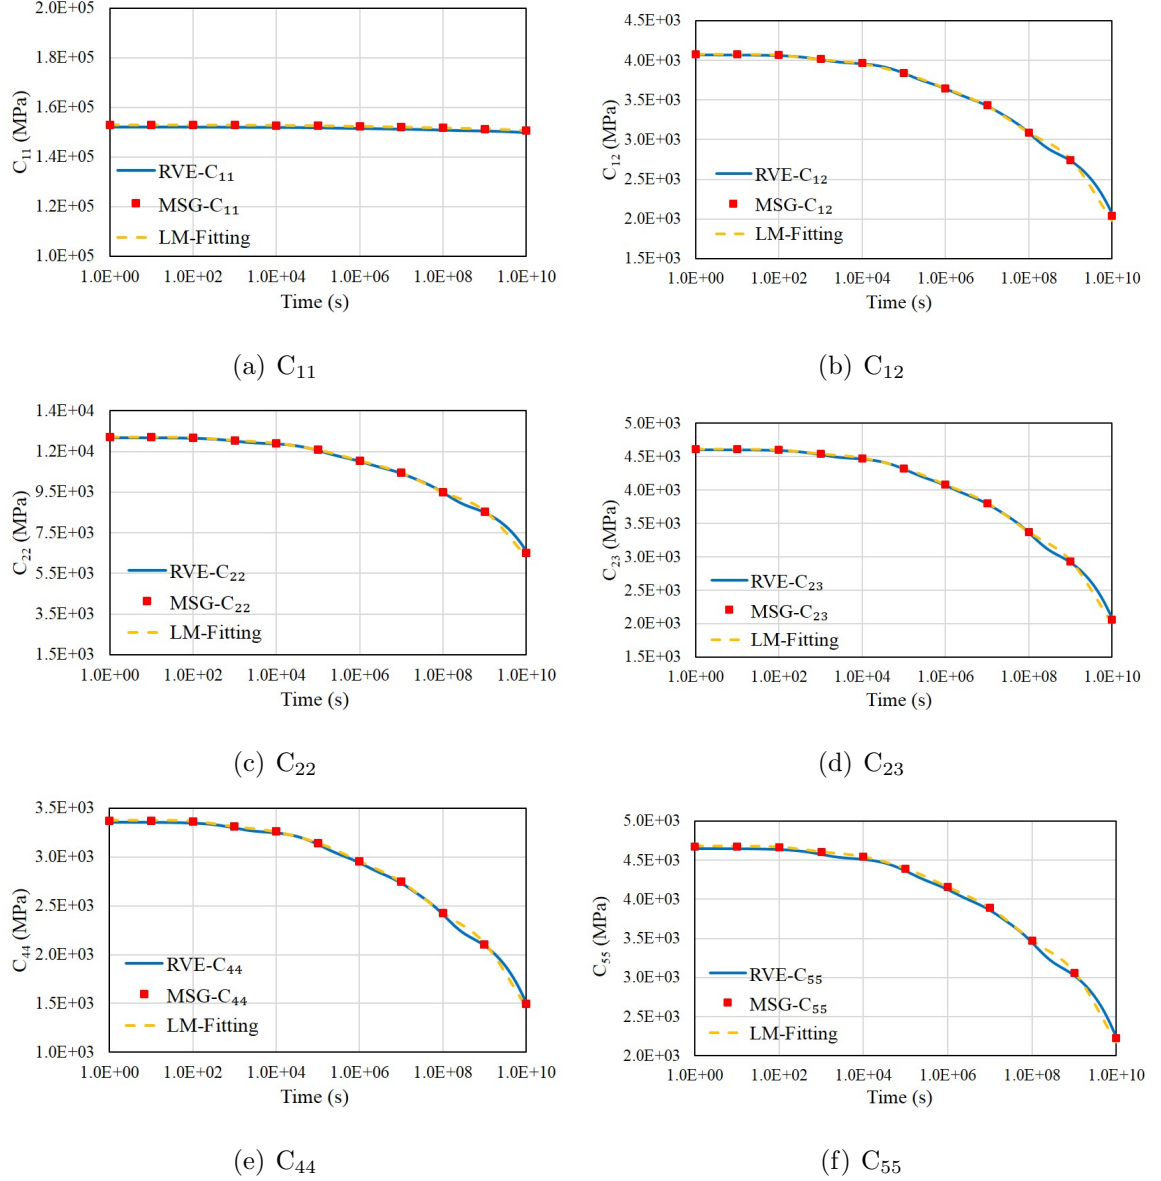 2.0E+05
1.8E+05
1.6E+05
1.4E+05
1.2E+05
1.0E+05
C₁₁ (MPa)
RVE-C₁₁
MSG-C₁₁
LM-Fitting
1.0E+00 1.0E+02 1.0E+04 1.0E+06 1.0E+08 1.0E+10
Time (s)
(a) C₁₁
4.5E+03
4.0E+03
3.5E+03
3.0E+03
2.5E+03
2.0E+03
1.5E+03
C₁₂ (MPa)
RVE-C₁₂
MSG-C₁₂
LM-Fitting
1.0E+00 1.0E+02 1.0E+04 1.0E+06 1.0E+08 1.0E+10
Time (s)
(b) C₁₂
1.4E+04
1.2E+04
9.5E+03
7.5E+03
5.5E+03
3.5E+03
1.5E+03
C₂₂ (MPa)
RVE-C₂₂
MSG-C₂₂
LM-Fitting
1.0E+00 1.0E+02 1.0E+04 1.0E+06 1.0E+08 1.0E+10
Time (s)
(c) C₂₂
5.0E+03
4.5E+03
4.0E+03
3.5E+03
3.0E+03
2.5E+03
2.0E+03
1.5E+03
C₂₃ (MPa)
RVE-C₂₃
MSG-C₂₃
LM-Fitting
1.0E+00 1.0E+02 1.0E+04 1.0E+06 1.0E+08 1.0E+10
Time (s)
(d) C₂₃
3.5E+03
3.0E+03
2.5E+03
2.0E+03
1.5E+03
1.0E+03
C₄₄ (MPa)
RVE-C₄₄
MSG-C₄₄
LM-Fitting
1.0E+00 1.0E+02 1.0E+04 1.0E+06 1.0E+08 1.0E+10
Time (s)
(e) C₄₄
5.0E+03
4.5E+03
4.0E+03
3.5E+03
3.0E+03
2.5E+03
2.0E+03
C₅₅ (MPa)
RVE-C₅₅
MSG-C₅₅
LM-Fitting
1.0E+00 1.0E+02 1.0E+04 1.0E+06 1.0E+08 1.0E+10
Time (s)
(f) C₅₅